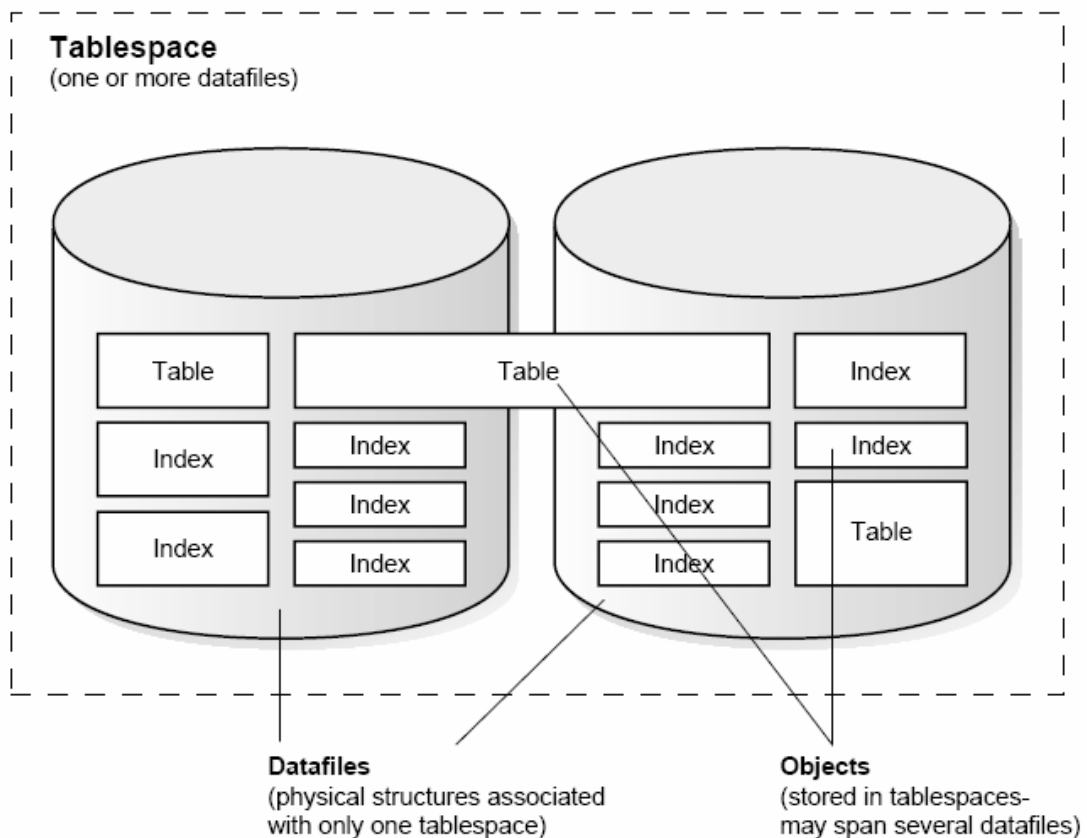 Tablespace
(one or more datafiles)
Table
Table
Index
Index
Index
Index
Index
Index
Index
Index
Table
Index
Index
Index
Datafiles
(physical structures associated
with only one tablespace)
Objects
(stored in tablespaces-
may span several datafiles)